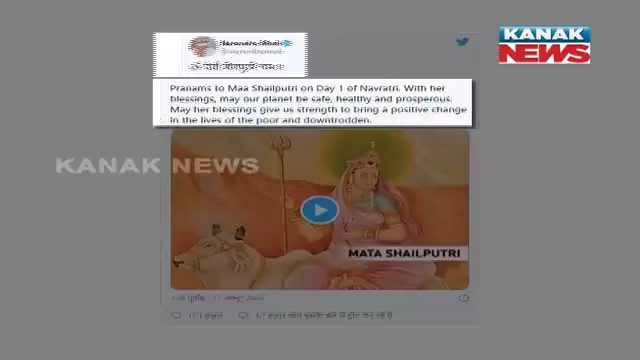 KANAK
NEWS
Pranams to Maa Shailputri on Day 1 of Navratri. With her
blessings, may our planet be safe, healthy and prosperous.
May her blessings give us strength to bring a positive change
in the lives of the poor and downtrodden.
KANAK NEWS
MATA SHAILPUTRI